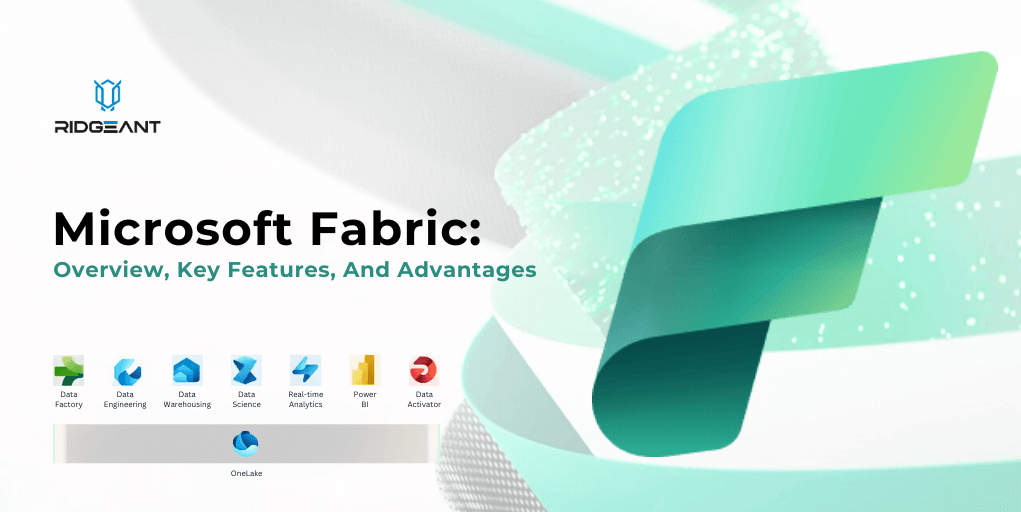 RIDGEANT
Microsoft Fabric:
Overview, Key Features, And Advantages
Data
Factory
Data
Engineering
Data
Warehousing
Data
Science
Real-time
Analytics
Power
BI
Data
Activator
OneLake